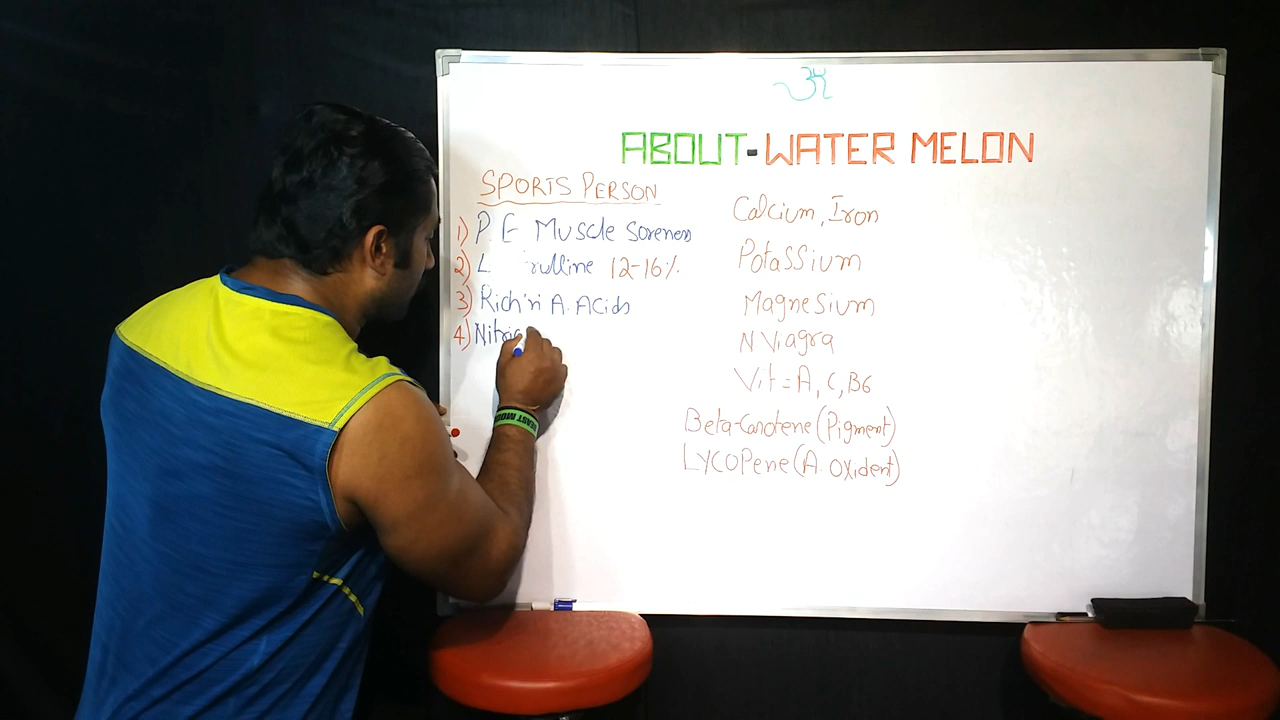 ॐ
ABOUT-WATER MELON
SPORTS PERSON
1) P. E Muscle Soreness
2) L rulline 12-16%
3) Rich in A. Acids
4) Nitric
Calcium, Iron
Potassium
Magnesium
N Viagra
Vit = A, C, B6
Beta-Carotene (Pigment)
LYCOPene (A. Oxident)